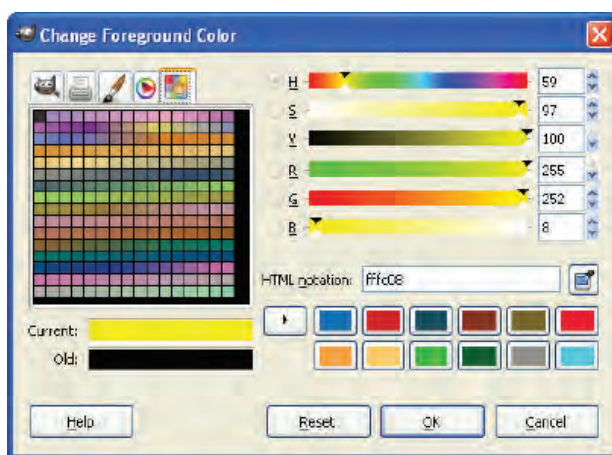 Change Foreground Color
H 59
S 97
V 100
R 255
G 252
B 8
HTML notation: fffc08
Current:
Old:
Help Reset OK Cancel